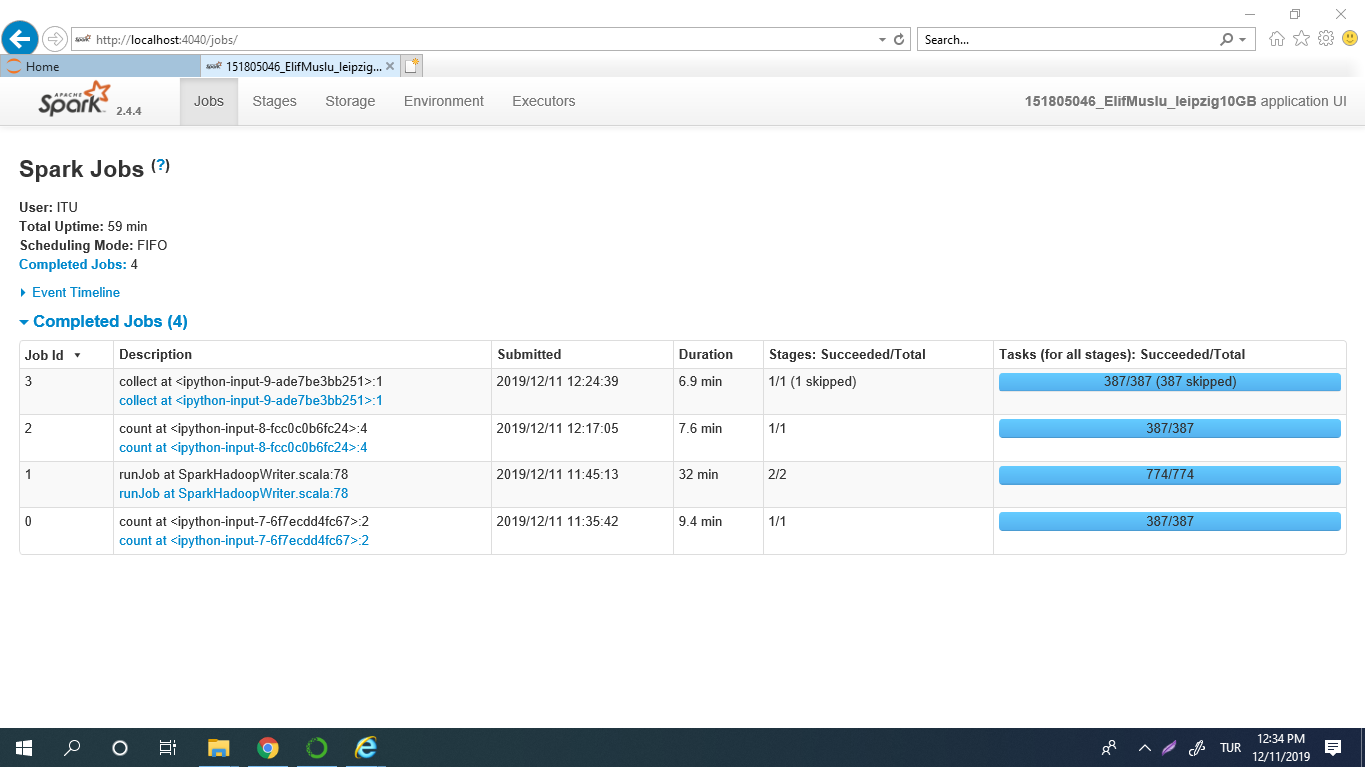 http://localhost:4040/jobs/
Search...
Home
151805046_ElifMuslu_leipzig...
APACHE
Spark 2.4.4
Jobs Stages Storage Environment Executors
151805046_ElifMuslu_leipzig10GB application UI
Spark Jobs (?)
User: ITU
Total Uptime: 59 min
Scheduling Mode: FIFO
Completed Jobs: 4
Event Timeline
Completed Jobs (4)
Job Id ▾ Description Submitted Duration Stages: Succeeded/Total Tasks (for all stages): Succeeded/Total
3 collect at <ipython-input-9-ade7be3bb251>:1 2019/12/11 12:24:39 6.9 min 1/1 (1 skipped) 387/387 (387 skipped)
collect at <ipython-input-9-ade7be3bb251>:1
2 count at <ipython-input-8-fcc0c0b6fc24>:4 2019/12/11 12:17:05 7.6 min 1/1 387/387
count at <ipython-input-8-fcc0c0b6fc24>:4
1 runJob at SparkHadoopWriter.scala:78 2019/12/11 11:45:13 32 min 2/2 774/774
runJob at SparkHadoopWriter.scala:78
0 count at <ipython-input-7-6f7ecdd4fc67>:2 2019/12/11 11:35:42 9.4 min 1/1 387/387
count at <ipython-input-7-6f7ecdd4fc67>:2
TUR
12:34 PM
12/11/2019